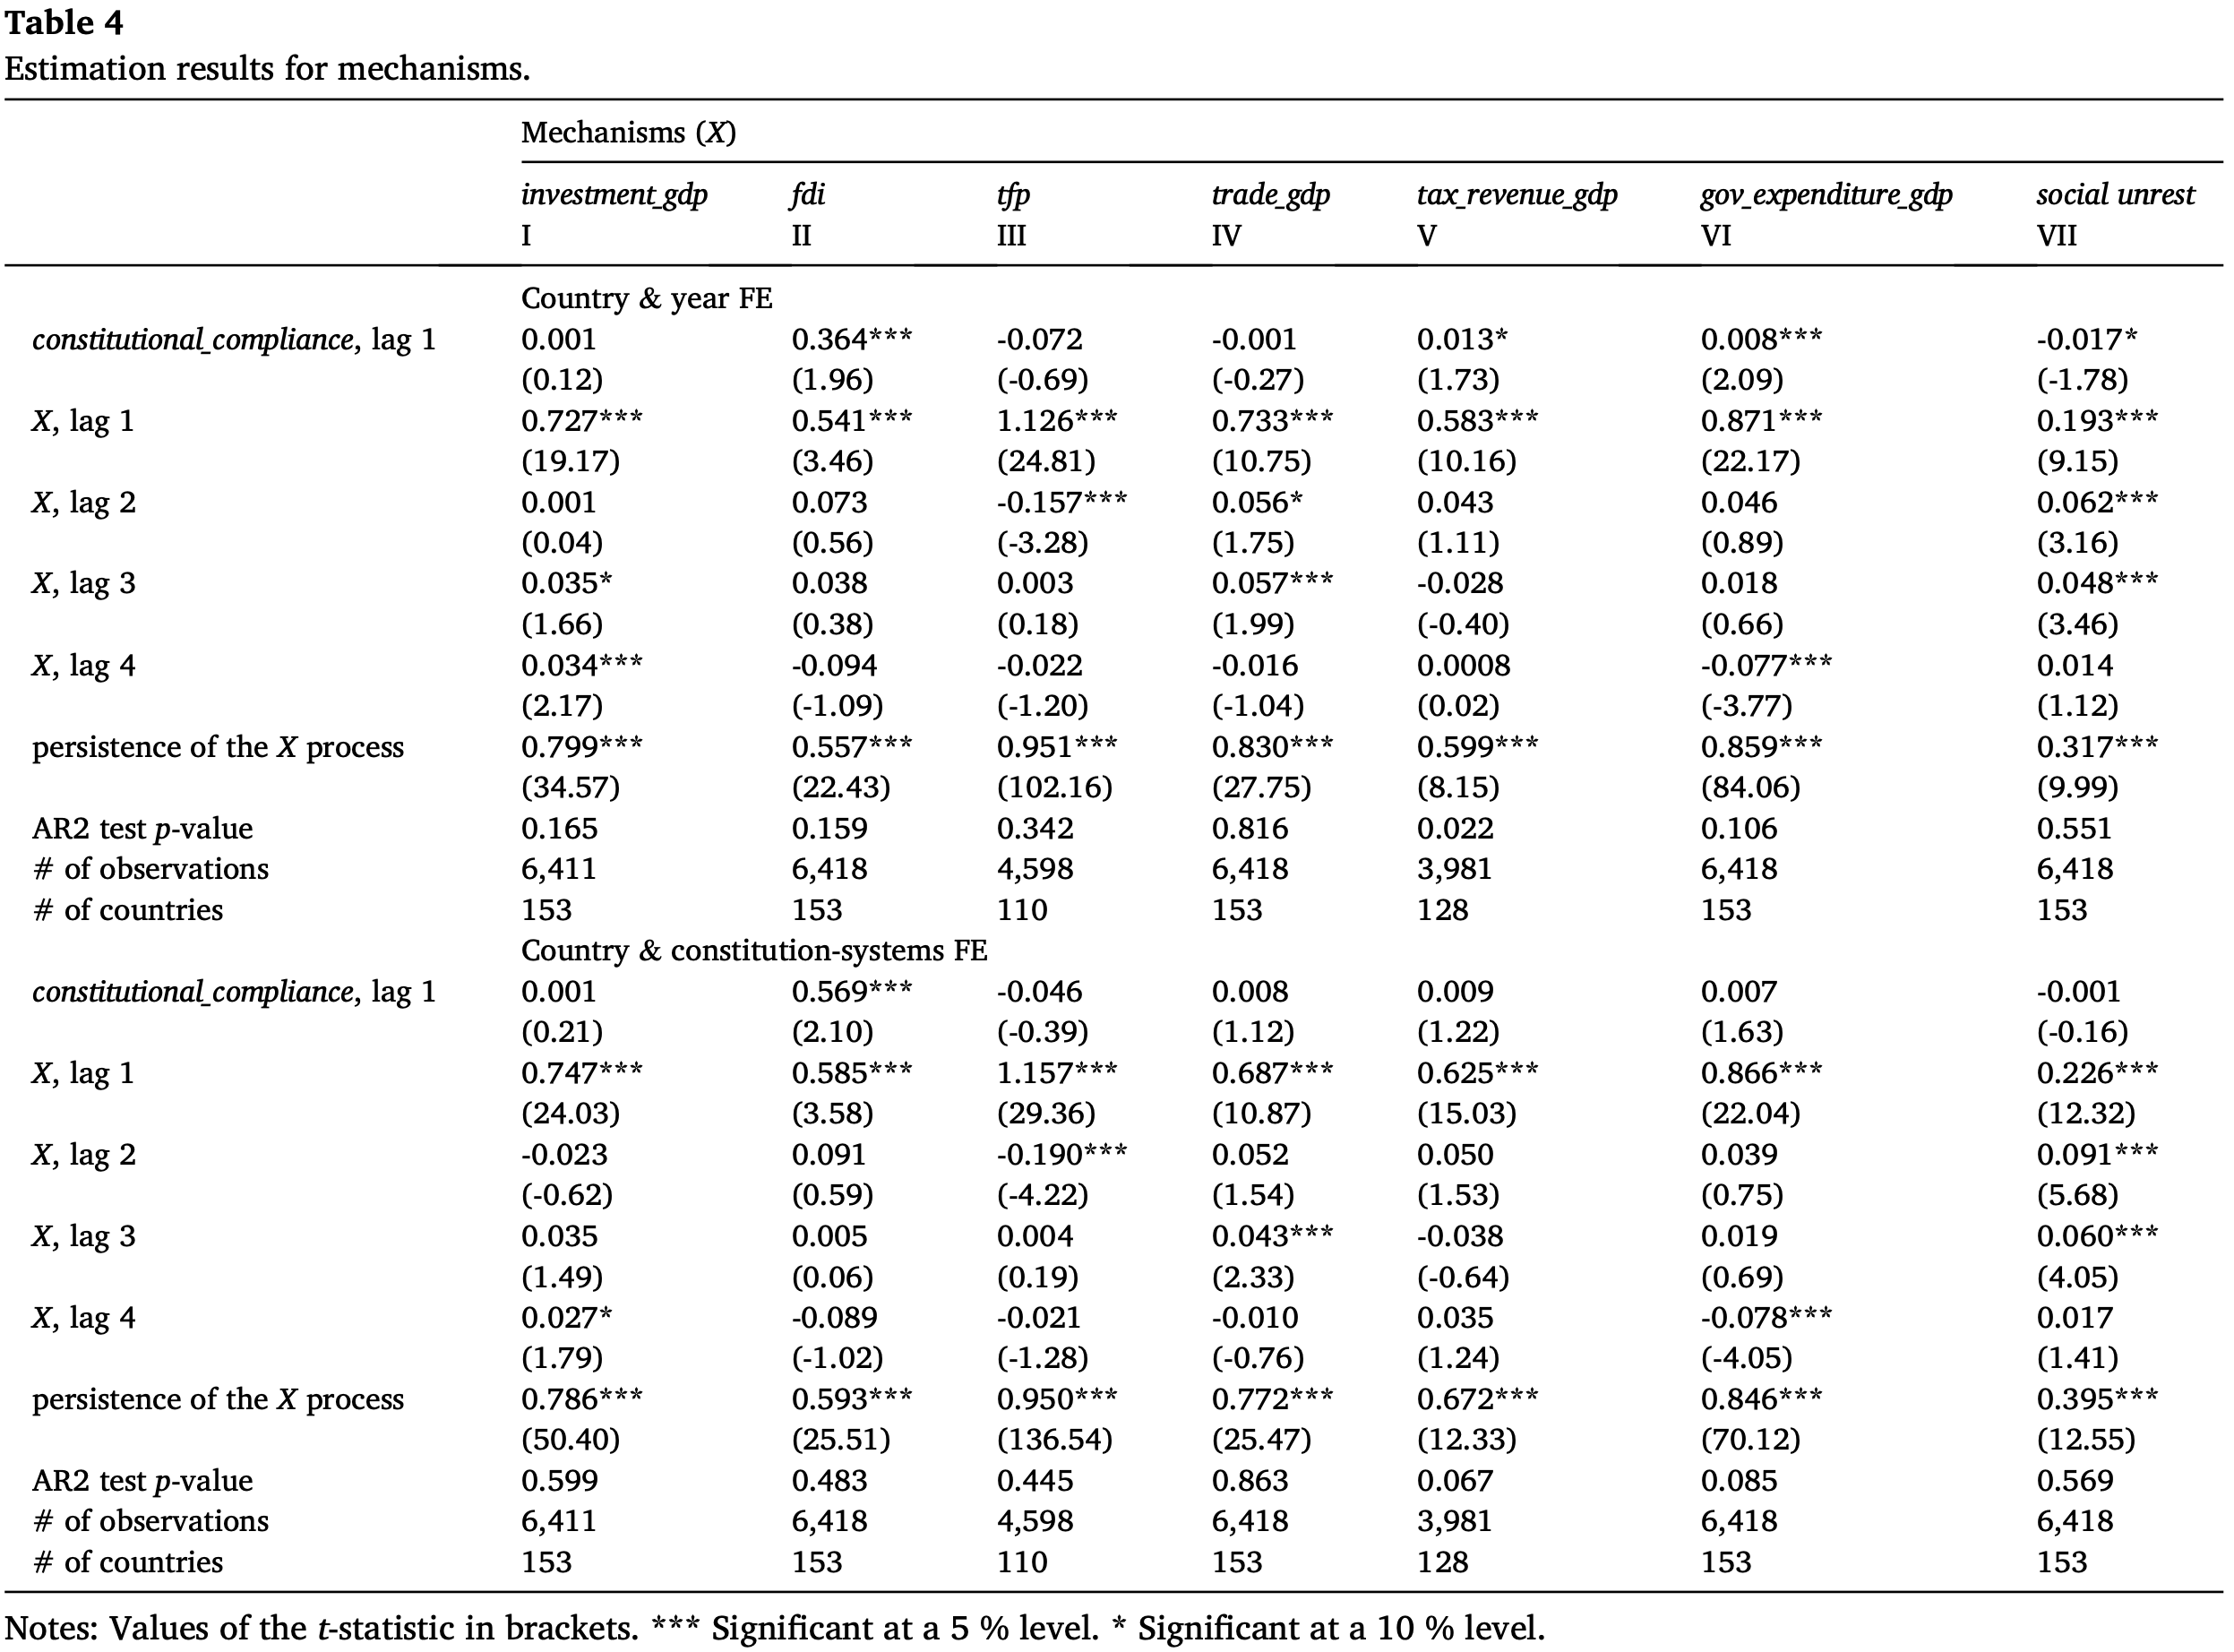 Table 4
Estimation results for mechanisms.
Mechanisms (X)
investment_gdp fdi tfp trade_gdp tax_revenue_gdp gov_expenditure_gdp social unrest
I II III IV V VI VII
Country & year FE
constitutional_compliance, lag 1 0.001 0.364*** -0.072 -0.001 0.013* 0.008*** -0.017*
(0.12) (1.96) (-0.69) (-0.27) (1.73) (2.09) (-1.78)
X, lag 1 0.727*** 0.541*** 1.126*** 0.733*** 0.583*** 0.871*** 0.193***
(19.17) (3.46) (24.81) (10.75) (10.16) (22.17) (9.15)
X, lag 2 0.001 0.073 -0.157*** 0.056* 0.043 0.046 0.062***
(0.04) (0.56) (-3.28) (1.75) (1.11) (0.89) (3.16)
X, lag 3 0.035* 0.038 0.003 0.057*** -0.028 0.018 0.048***
(1.66) (0.38) (0.18) (1.99) (-0.40) (0.66) (3.46)
X, lag 4 0.034*** -0.094 -0.022 -0.016 0.0008 -0.077*** 0.014
(2.17) (-1.09) (-1.20) (-1.04) (0.02) (-3.77) (1.12)
persistence of the X process 0.799*** 0.557*** 0.951*** 0.830*** 0.599*** 0.859*** 0.317***
(34.57) (22.43) (102.16) (27.75) (8.15) (84.06) (9.99)
AR2 test p-value 0.165 0.159 0.342 0.816 0.022 0.106 0.551
# of observations 6,411 6,418 4,598 6,418 3,981 6,418 6,418
# of countries 153 153 110 153 128 153 153
Country & constitution-systems FE
constitutional_compliance, lag 1 0.001 0.569*** -0.046 0.008 0.009 0.007 -0.001
(0.21) (2.10) (-0.39) (1.12) (1.22) (1.63) (-0.16)
X, lag 1 0.747*** 0.585*** 1.157*** 0.687*** 0.625*** 0.866*** 0.226***
(24.03) (3.58) (29.36) (10.87) (15.03) (22.04) (12.32)
X, lag 2 -0.023 0.091 -0.190*** 0.052 0.050 0.039 0.091***
(-0.62) (0.59) (-4.22) (1.54) (1.53) (0.75) (5.68)
X, lag 3 0.035 0.005 0.004 0.043*** -0.038 0.019 0.060***
(1.49) (0.06) (0.19) (2.33) (-0.64) (0.69) (4.05)
X, lag 4 0.027* -0.089 -0.021 -0.010 0.035 -0.078*** 0.017
(1.79) (-1.02) (-1.28) (-0.76) (1.24) (-4.05) (1.41)
persistence of the X process 0.786*** 0.593*** 0.950*** 0.772*** 0.672*** 0.846*** 0.395***
(50.40) (25.51) (136.54) (25.47) (12.33) (70.12) (12.55)
AR2 test p-value 0.599 0.483 0.445 0.863 0.067 0.085 0.569
# of observations 6,411 6,418 4,598 6,418 3,981 6,418 6,418
# of countries 153 153 110 153 128 153 153
Notes: Values of the t-statistic in brackets. *** Significant at a 5 % level. * Significant at a 10 % level.